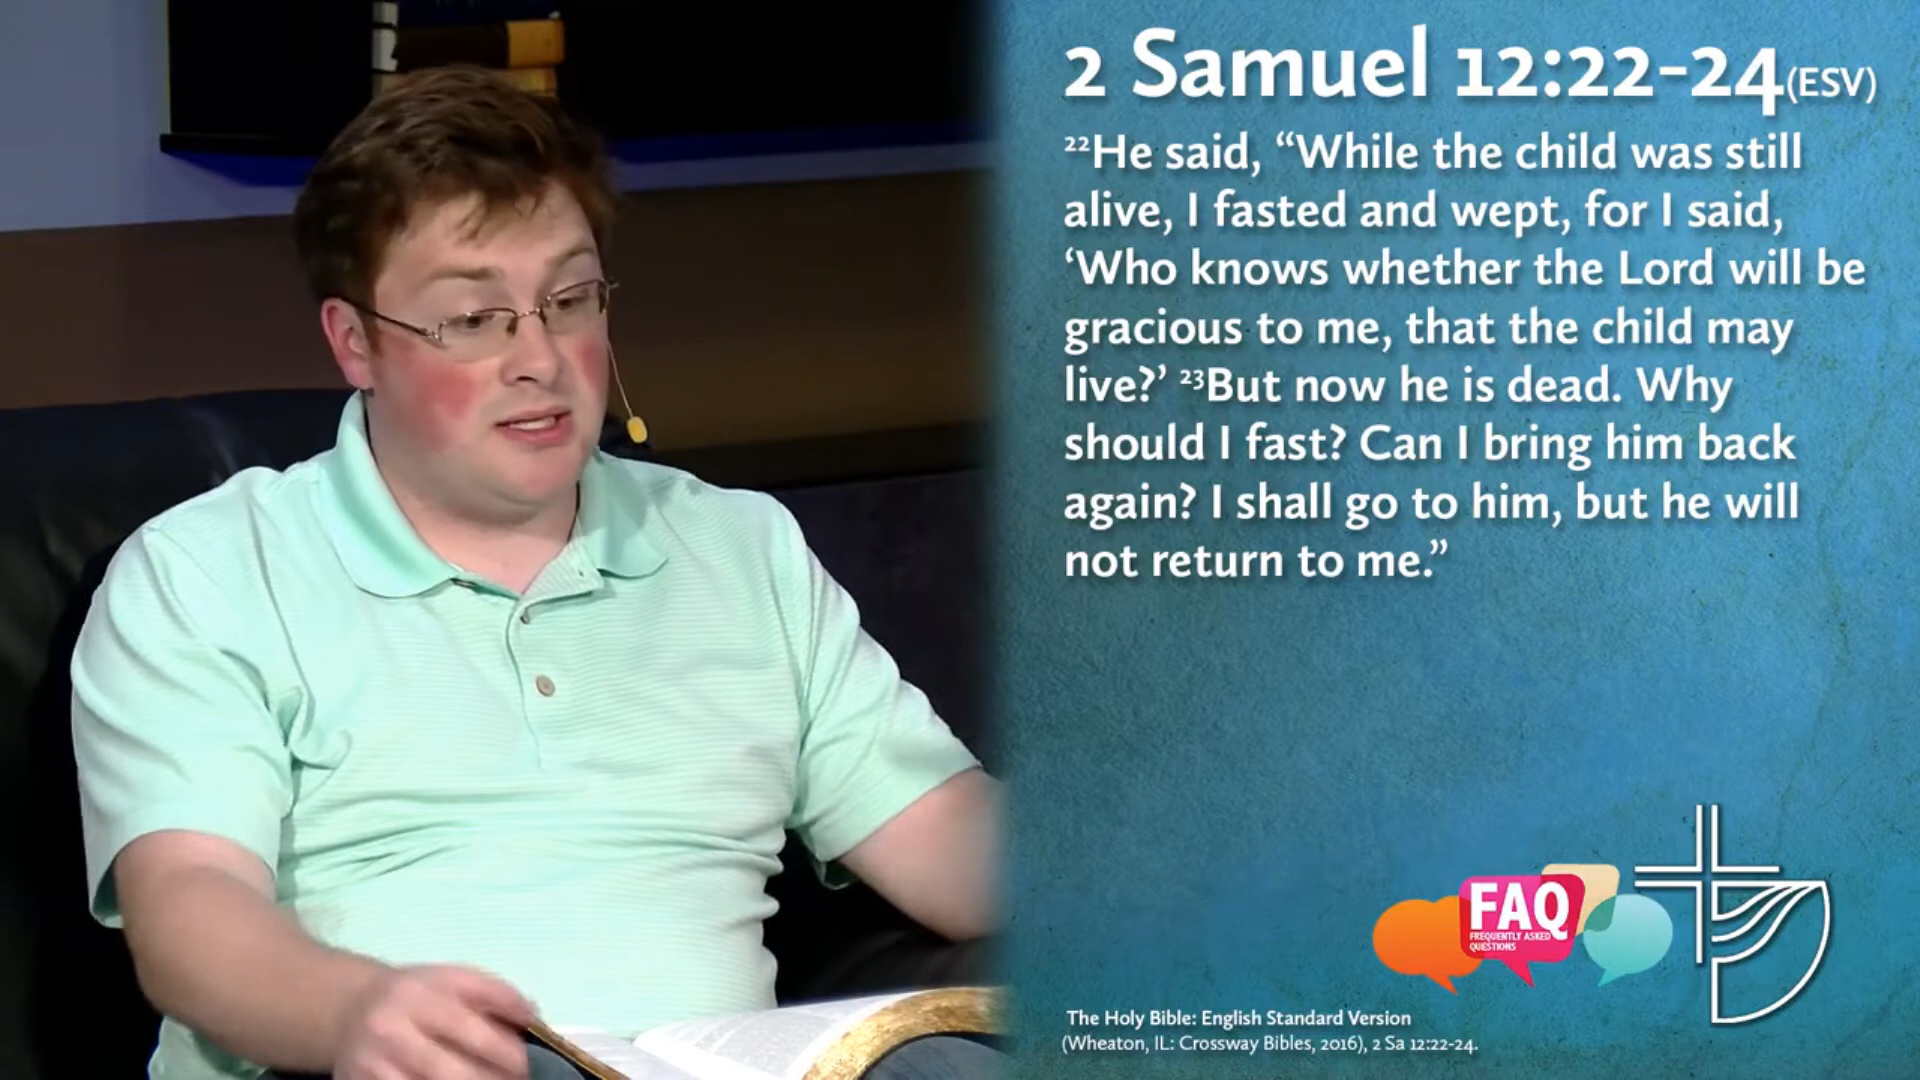 2 Samuel 12:22-24(ESV)
²²He said, “While the child was still
alive, I fasted and wept, for I said,
‘Who knows whether the Lord will be
gracious to me, that the child may
live?’ ²³But now he is dead. Why
should I fast? Can I bring him back
again? I shall go to him, but he will
not return to me.”
FAQ
FREQUENTLY ASKED
QUESTIONS
The Holy Bible: English Standard Version
(Wheaton, IL: Crossway Bibles, 2016), 2 Sa 12:22-24.